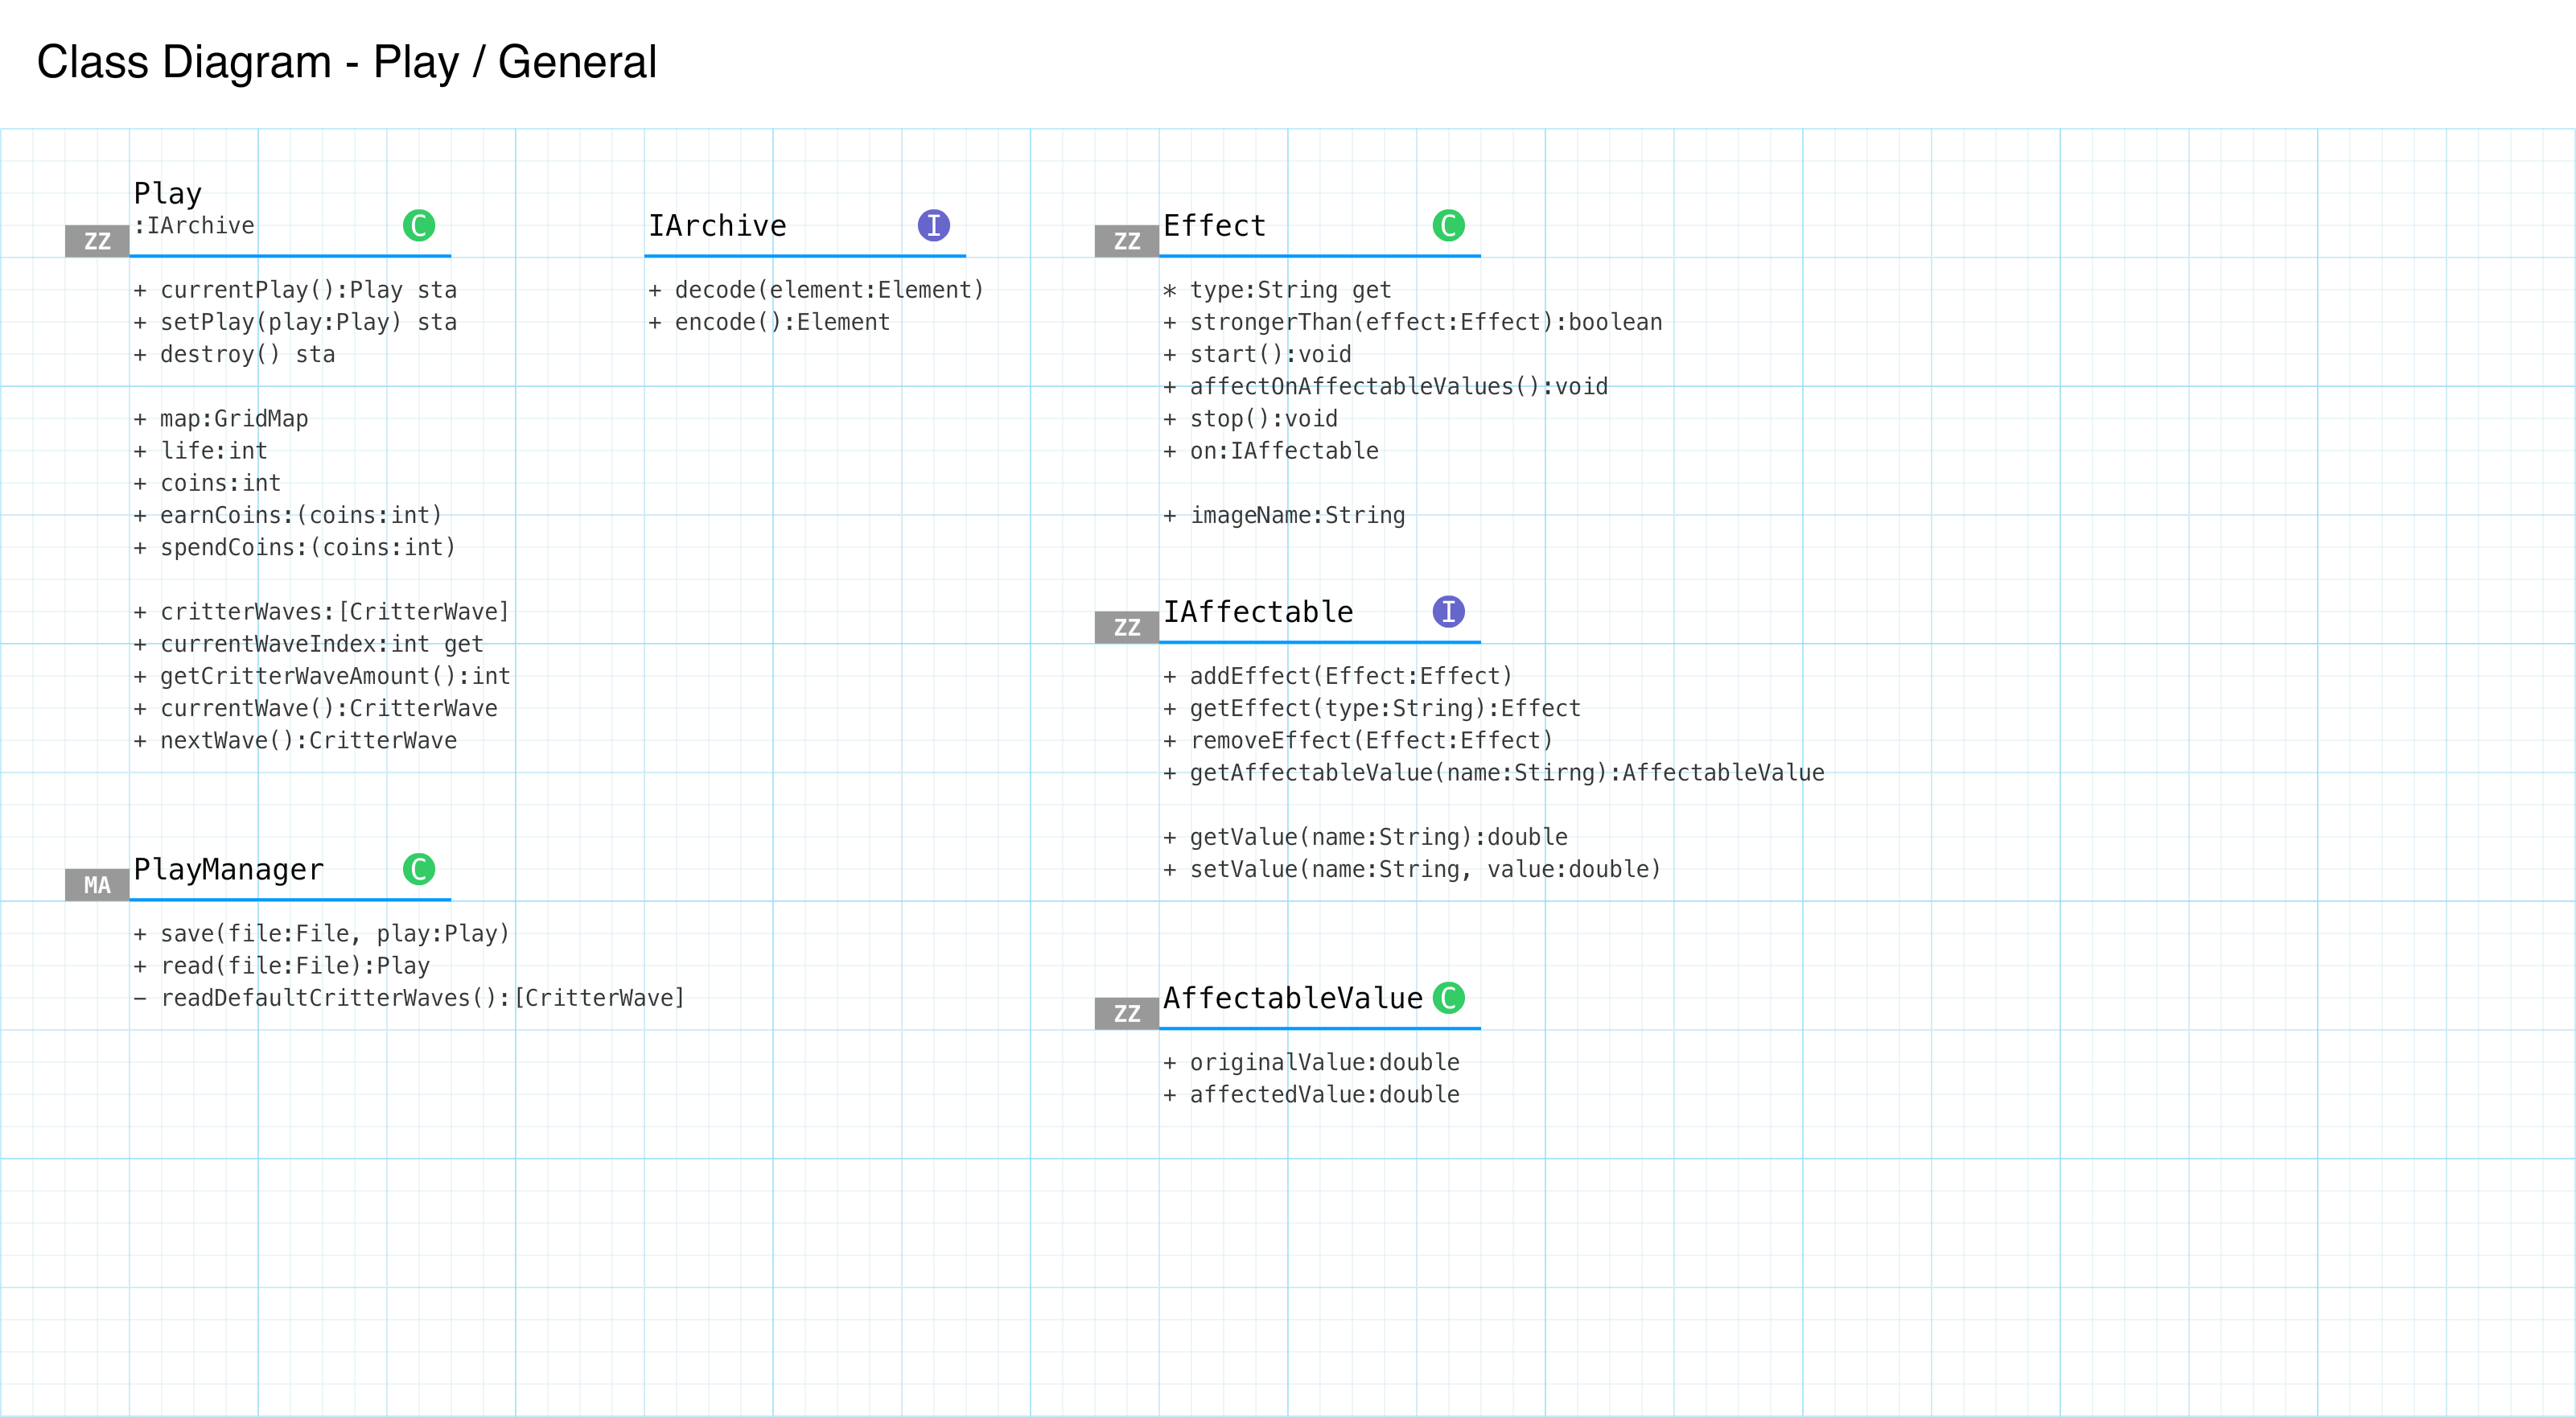 Class Diagram - Play / General
Play
:IArchive
C
ZZ
+ currentPlay():Play sta
+ setPlay(play:Play) sta
+ destroy() sta
+ map:GridMap
+ life:int
+ coins:int
+ earnCoins:(coins:int)
+ spendCoins:(coins:int)
+ critterWaves:[CritterWave]
+ currentWaveIndex:int get
+ getCritterWaveAmount():int
+ currentWave():CritterWave
+ nextWave():CritterWave
PlayManager
C
MA
+ save(file:File, play:Play)
+ read(file:File):Play
− readDefaultCritterWaves():[CritterWave]
IArchive
I
+ decode(element:Element)
+ encode():Element
Effect
C
ZZ
* type:String get
+ strongerThan(effect:Effect):boolean
+ start():void
+ affectOnAffectableValues():void
+ stop():void
+ on:IAffectable
+ imageName:String
IAffectable
I
ZZ
+ addEffect(Effect:Effect)
+ getEffect(type:String):Effect
+ removeEffect(Effect:Effect)
+ getAffectableValue(name:Stirng):AffectableValue
+ getValue(name:String):double
+ setValue(name:String, value:double)
AffectableValue
C
ZZ
+ originalValue:double
+ affectedValue:double